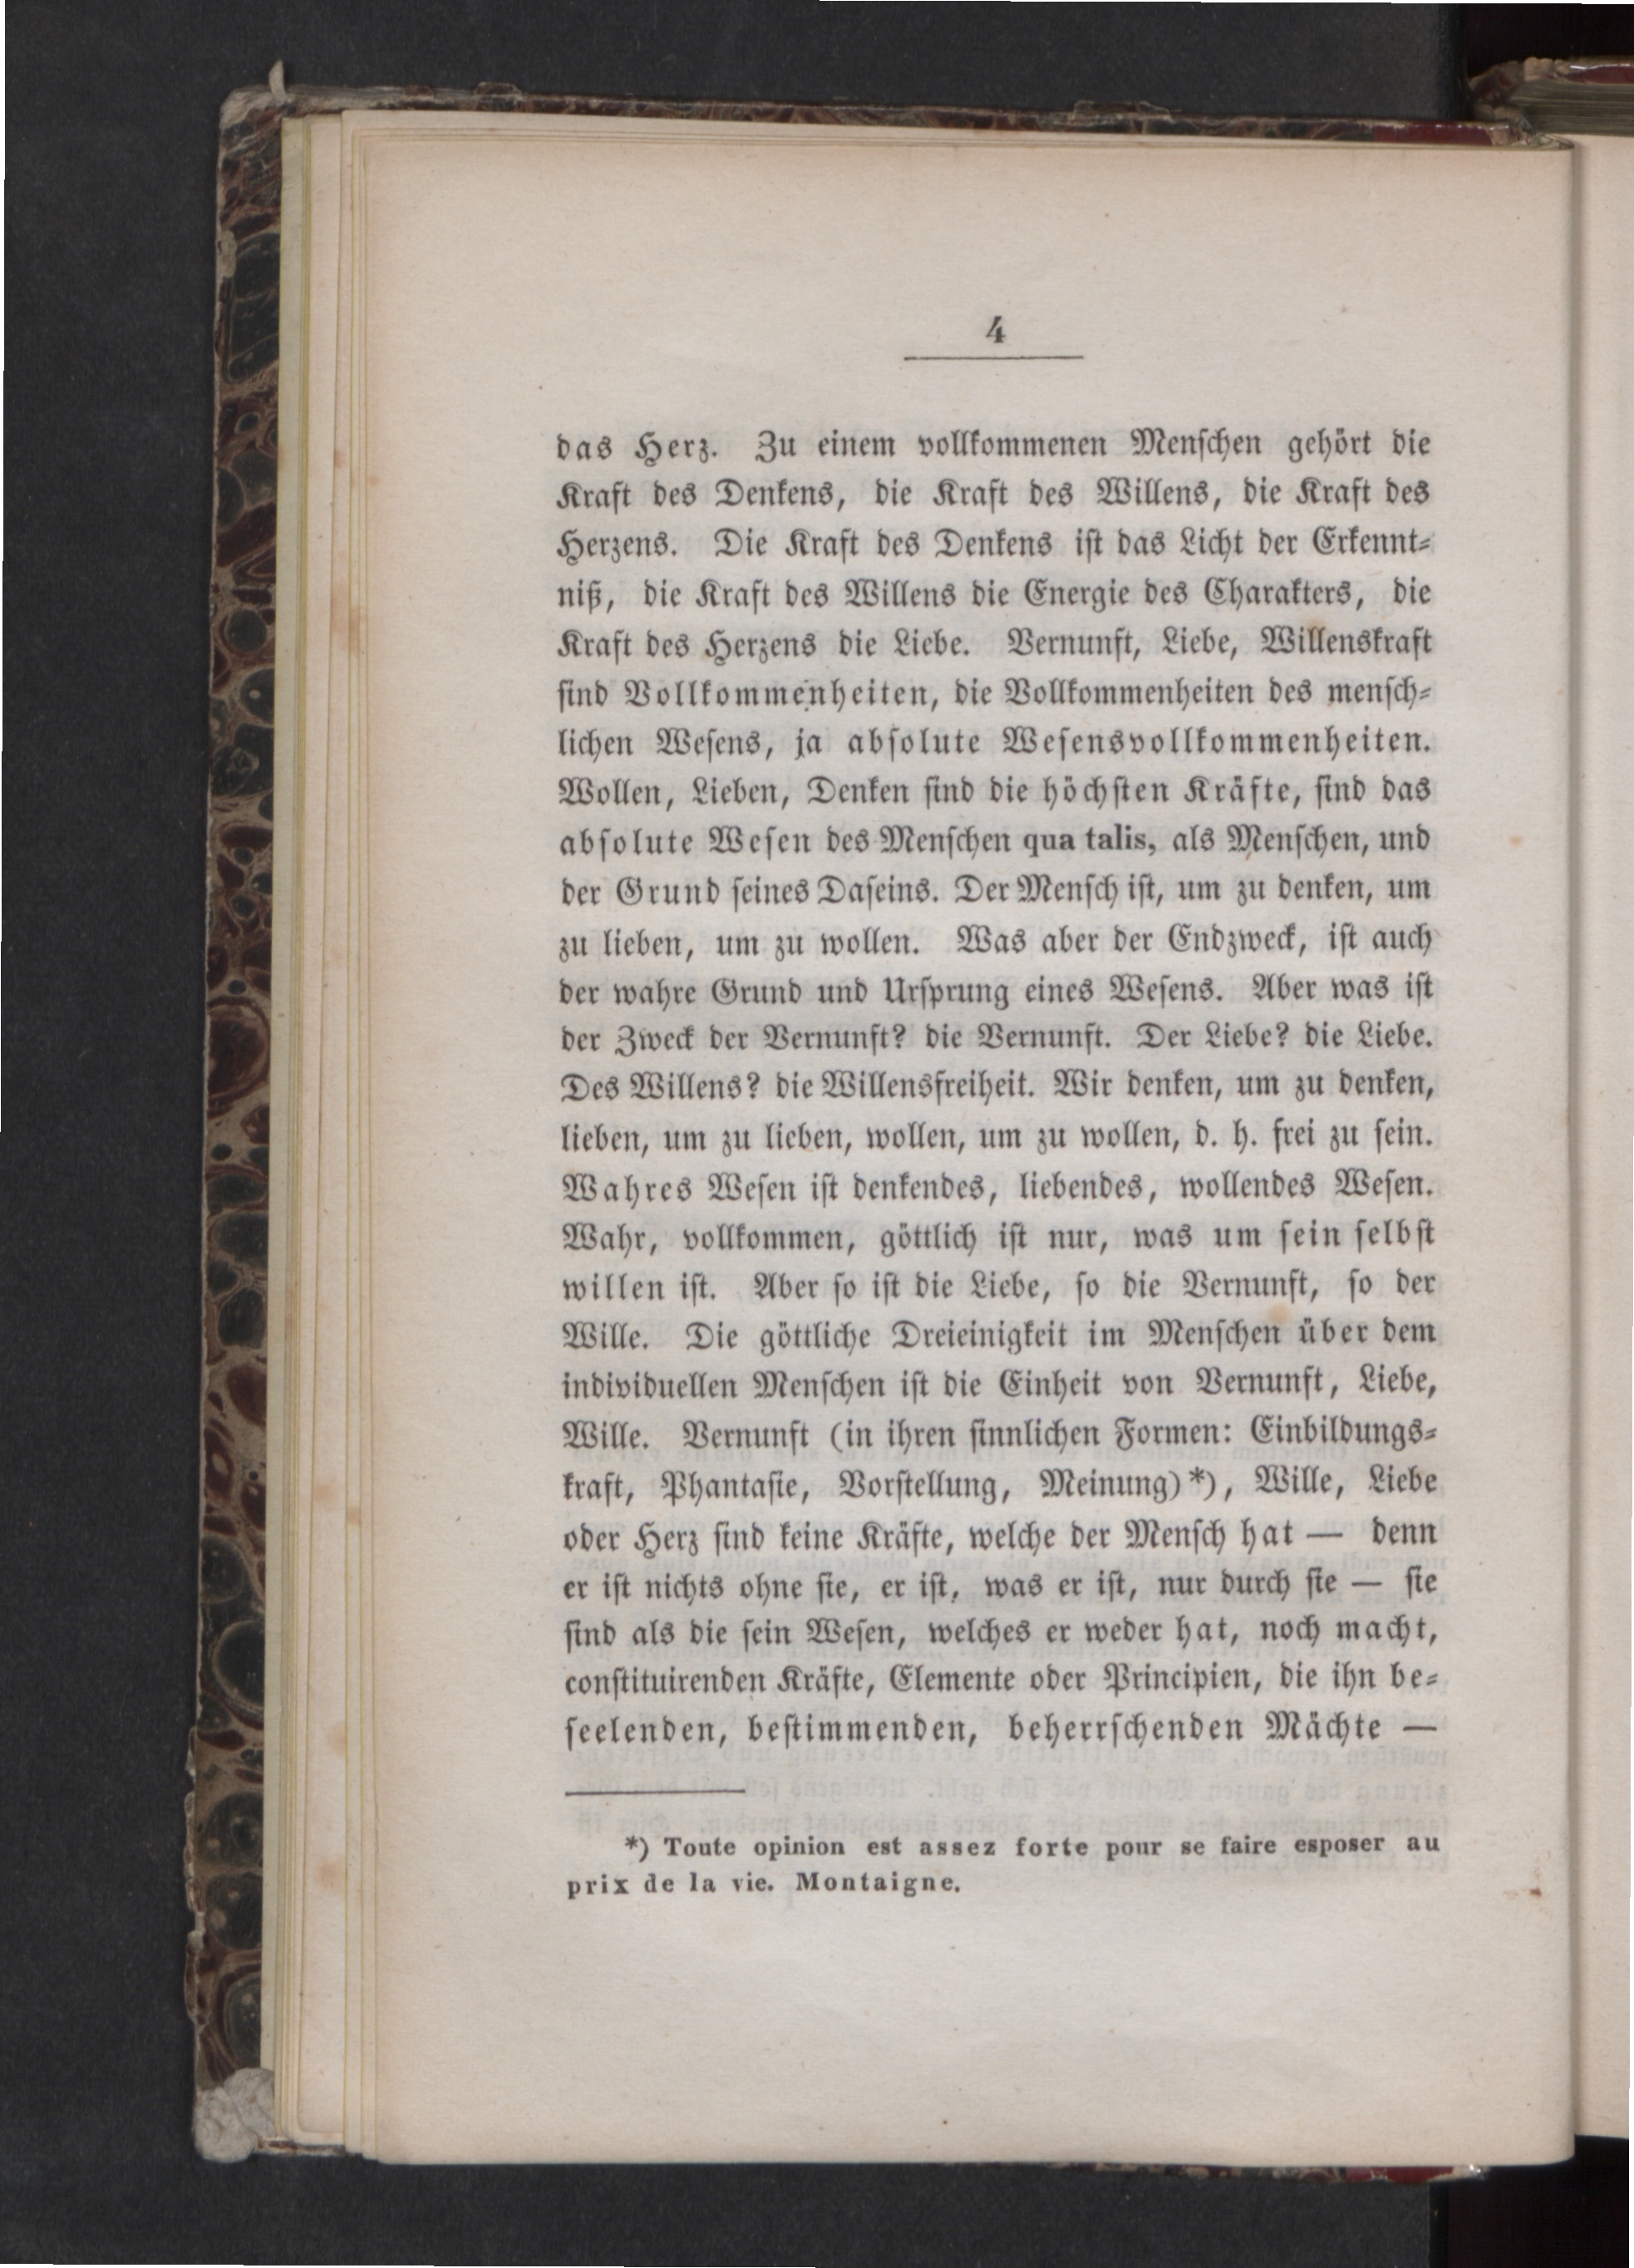 4
das Herz. Zu einem vollkommenen Menschen gehört die
Kraft des Denkens, die Kraft des Willens, die Kraft des
Herzens. Die Kraft des Denkens ist das Licht der Erkennt-
niß, die Kraft des Willens die Energie des Charakters, die
Kraft des Herzens die Liebe. Vernunft, Liebe, Willenskraft
sind Vollkommenheiten, die Vollkommenheiten des mensch-
lichen Wesens, ja absolute Wesensvollkommenheiten.
Wollen, Lieben, Denken sind die höchsten Kräfte, sind das
absolute Wesen des Menschen qua talis, als Menschen, und
der Grund seines Daseins. Der Mensch ist, um zu denken, um
zu lieben, um zu wollen. Was aber der Endzweck, ist auch
der wahre Grund und Ursprung eines Wesens. Aber was ist
der Zweck der Vernunft? die Vernunft. Der Liebe? die Liebe.
Des Willens? die Willensfreiheit. Wir denken, um zu denken,
lieben, um zu lieben, wollen, um zu wollen, d. h. frei zu sein.
Wahres Wesen ist denkendes, liebendes, wollendes Wesen.
Wahr, vollkommen, göttlich ist nur, was um sein selbst
willen ist. Aber so ist die Liebe, so die Vernunft, so der
Wille. Die göttliche Dreieinigkeit im Menschen über dem
individuellen Menschen ist die Einheit von Vernunft, Liebe,
Wille. Vernunft (in ihren sinnlichen Formen: Einbildungs-
kraft, Phantasie, Vorstellung, Meinung)*), Wille, Liebe
oder Herz sind keine Kräfte, welche der Mensch hat — denn
er ist nichts ohne sie, er ist, was er ist, nur durch sie — sie
sind als die sein Wesen, welches er weder hat, noch macht,
constituirenden Kräfte, Elemente oder Principien, die ihn be-
seelenden, bestimmenden, beherrschenden Mächte —
*) Toute opinion est assez forte pour se faire esposer au
prix de la vie. Montaigne.